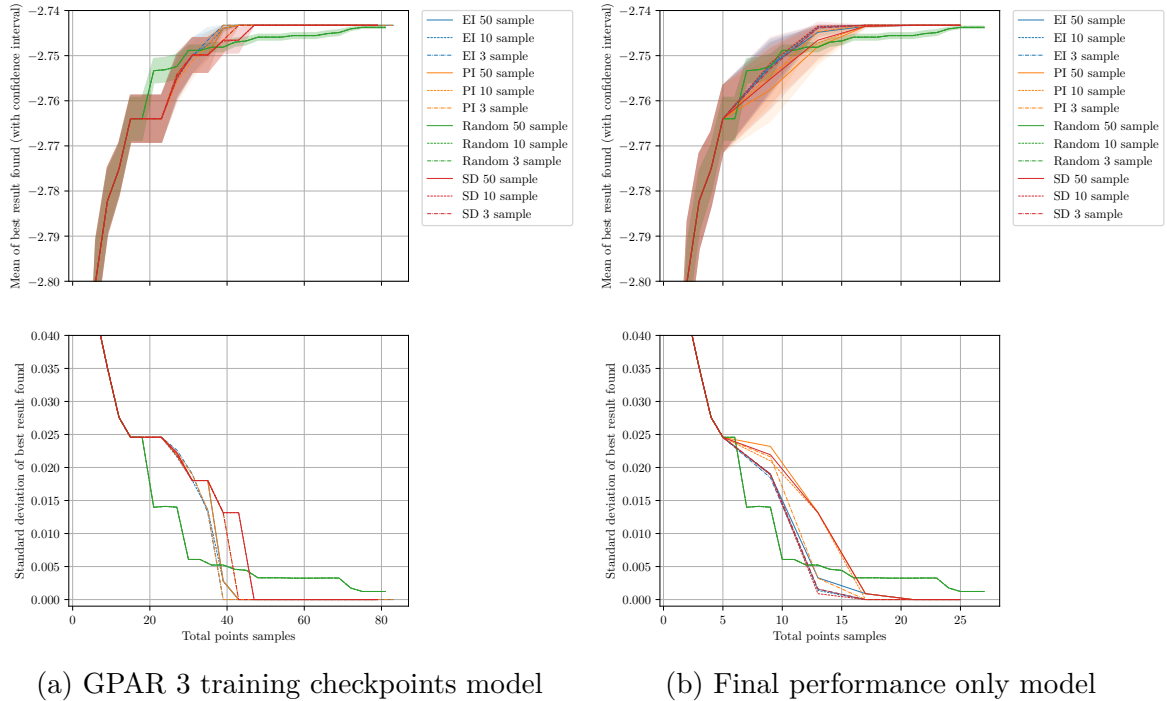 −2.74
−2.75
−2.76
−2.77
−2.78
−2.79
−2.80
Mean of best result found (with confidence interval)
EI 50 sample
EI 10 sample
EI 3 sample
PI 50 sample
PI 10 sample
PI 3 sample
Random 50 sample
Random 10 sample
Random 3 sample
SD 50 sample
SD 10 sample
SD 3 sample
−2.74
−2.75
−2.76
−2.77
−2.78
−2.79
−2.80
Mean of best result found (with confidence interval)
EI 50 sample
EI 10 sample
EI 3 sample
PI 50 sample
PI 10 sample
PI 3 sample
Random 50 sample
Random 10 sample
Random 3 sample
SD 50 sample
SD 10 sample
SD 3 sample
0.040
0.035
0.030
0.025
0.020
0.015
0.010
0.005
0.000
Standard deviation of best result found
0 20 40 60 80
Total points samples
0.040
0.035
0.030
0.025
0.020
0.015
0.010
0.005
0.000
Standard deviation of best result found
0 5 10 15 20 25
Total points samples
(a) GPAR 3 training checkpoints model
(b) Final performance only model